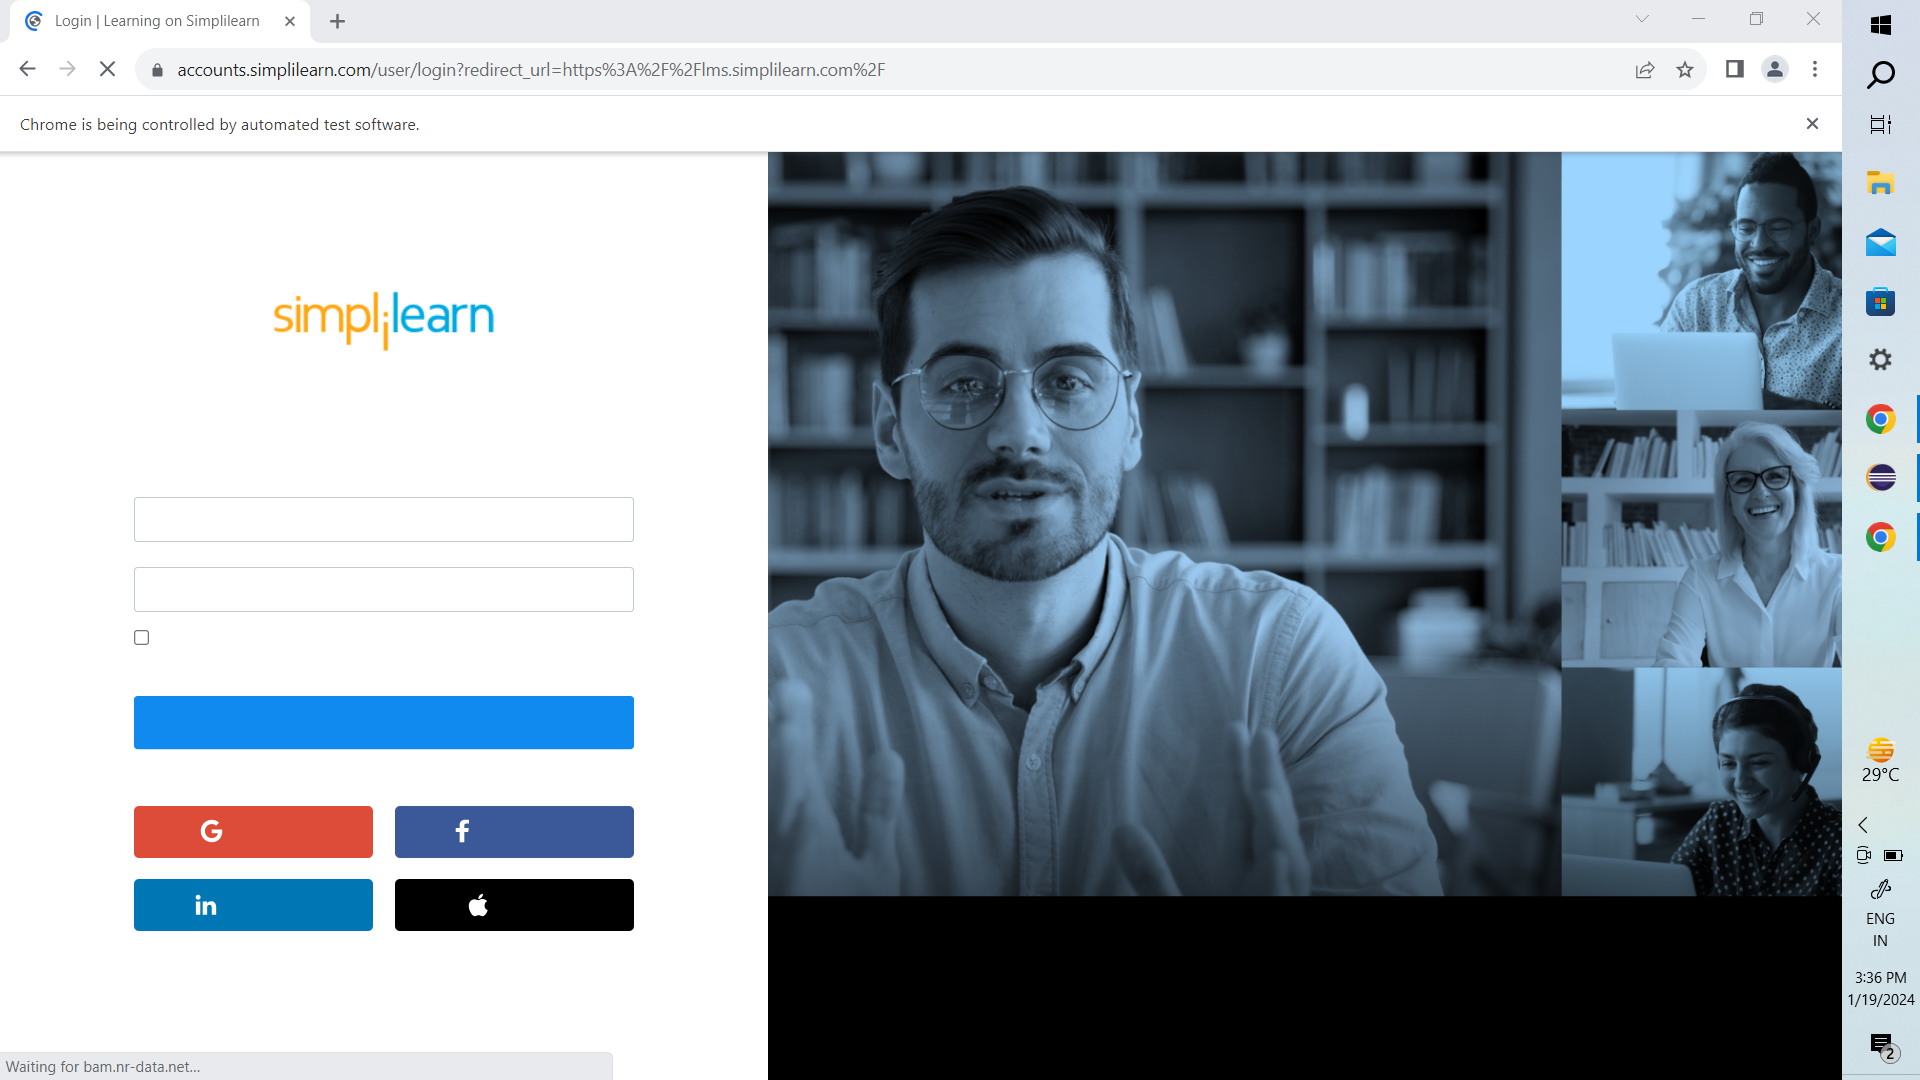 Login | Learning on Simplilearn
accounts.simplilearn.com/user/login?redirect_url=https%3A%2F%2Flms.simplilearn.com%2F
Chrome is being controlled by automated test software.
simplilearn
G
f
in
29°C
ENG
IN
3:36 PM
1/19/2024
2
Waiting for bam.nr-data.net...